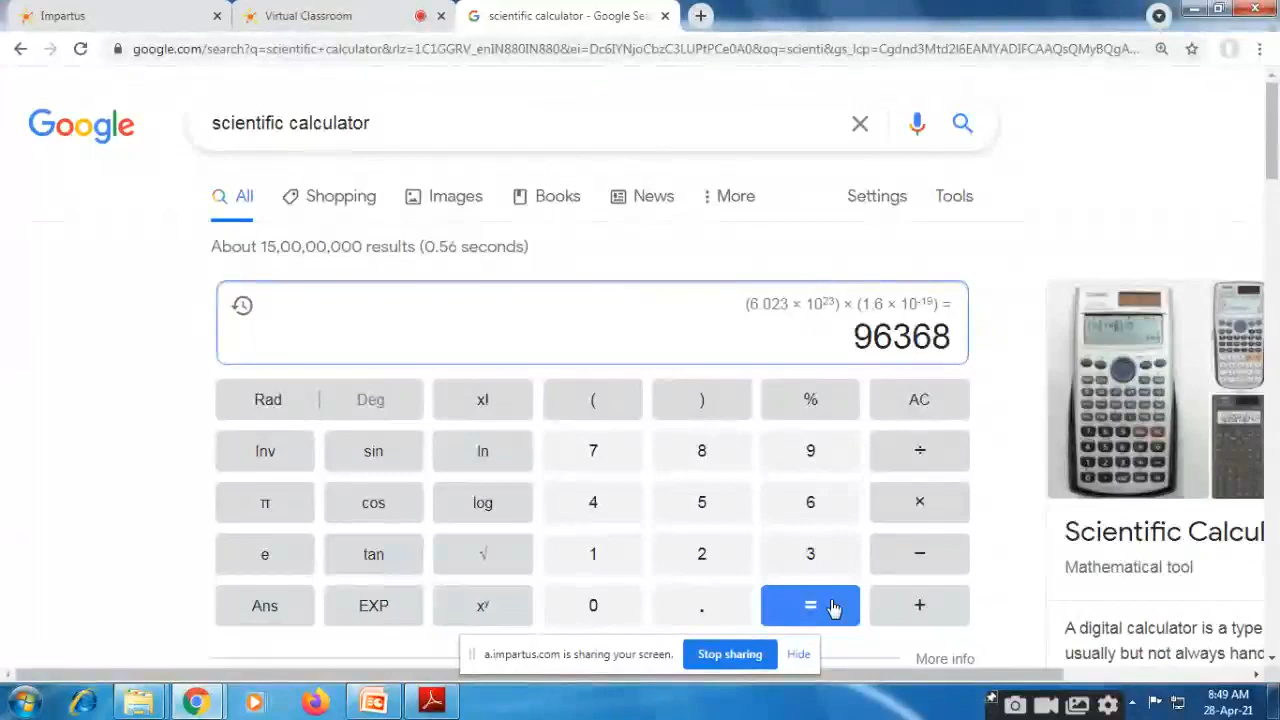 Impartus
Virtual Classroom
scientific calculator - Google Sea
google.com/search?q=scientific+calculator&rlz=1C1GGRV_enIN880IN880&ei=Dc6IYNjoCbzC3LUPtPCe0A0&oq=scienti&gs_lcp=Cgdnd3Mtd2l6EAMYADIFCAAQsQMyBQgA...
Google
scientific calculator
All
Shopping
Images
Books
News
More
Settings
Tools
About 15,00,00,000 results (0.56 seconds)
(6.023 × 10²³) × (1.6 × 10⁻¹⁹) =
96368
Rad | Deg x! ( ) % AC
Inv sin ln 7 8 9 ÷
π cos log 4 5 6 ×
e tan √ 1 2 3 −
Ans EXP xʸ 0 . = +
a.impartus.com is sharing your screen. Stop sharing Hide
More info
Scientific Calcul
Mathematical tool
A digital calculator is a type
usually but not always hand
8:49 AM
28-Apr-21